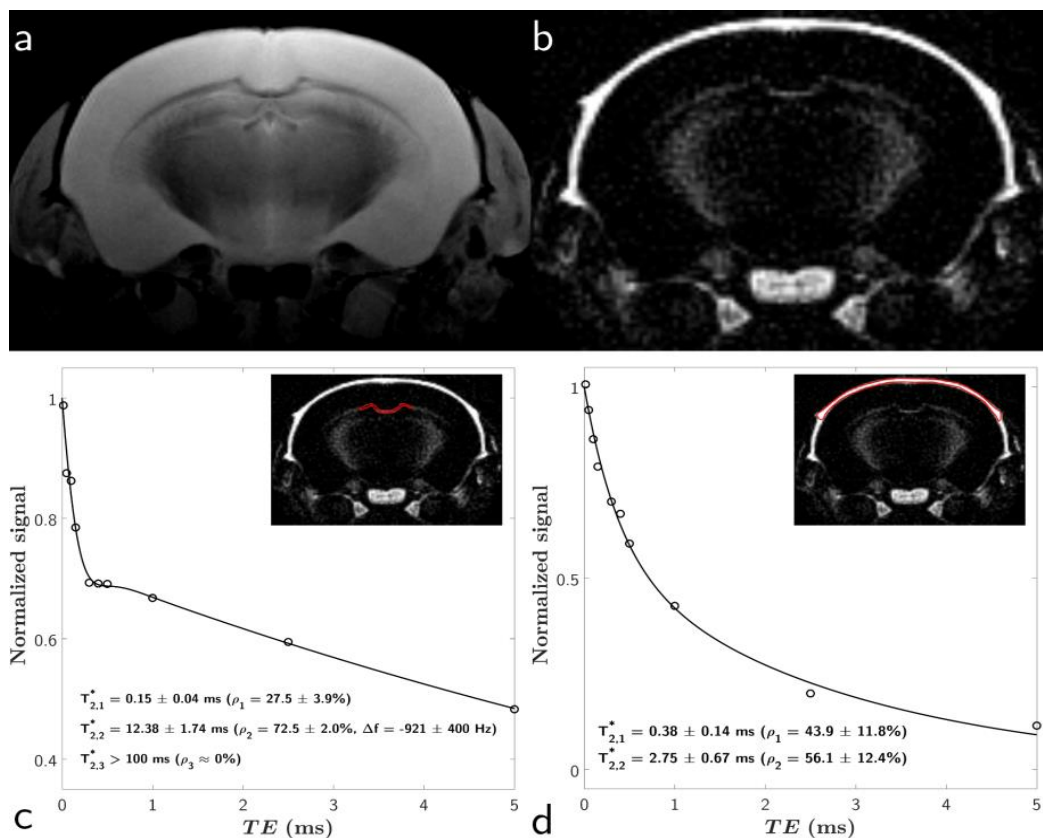 a
b
1
0.8
0.6
0.4
Normalized signal
T*2,1 = 0.15 ± 0.04 ms (ρ1 = 27.5 ± 3.9%)
T*2,2 = 12.38 ± 1.74 ms (ρ2 = 72.5 ± 2.0%, Δf = -921 ± 400 Hz)
T*2,3 > 100 ms (ρ3 ≈ 0%)
0 1 2 3 4 5
TE (ms)
c
1
0.5
0
Normalized signal
T*2,1 = 0.38 ± 0.14 ms (ρ1 = 43.9 ± 11.8%)
T*2,2 = 2.75 ± 0.67 ms (ρ2 = 56.1 ± 12.4%)
0 1 2 3 4 5
TE (ms)
d